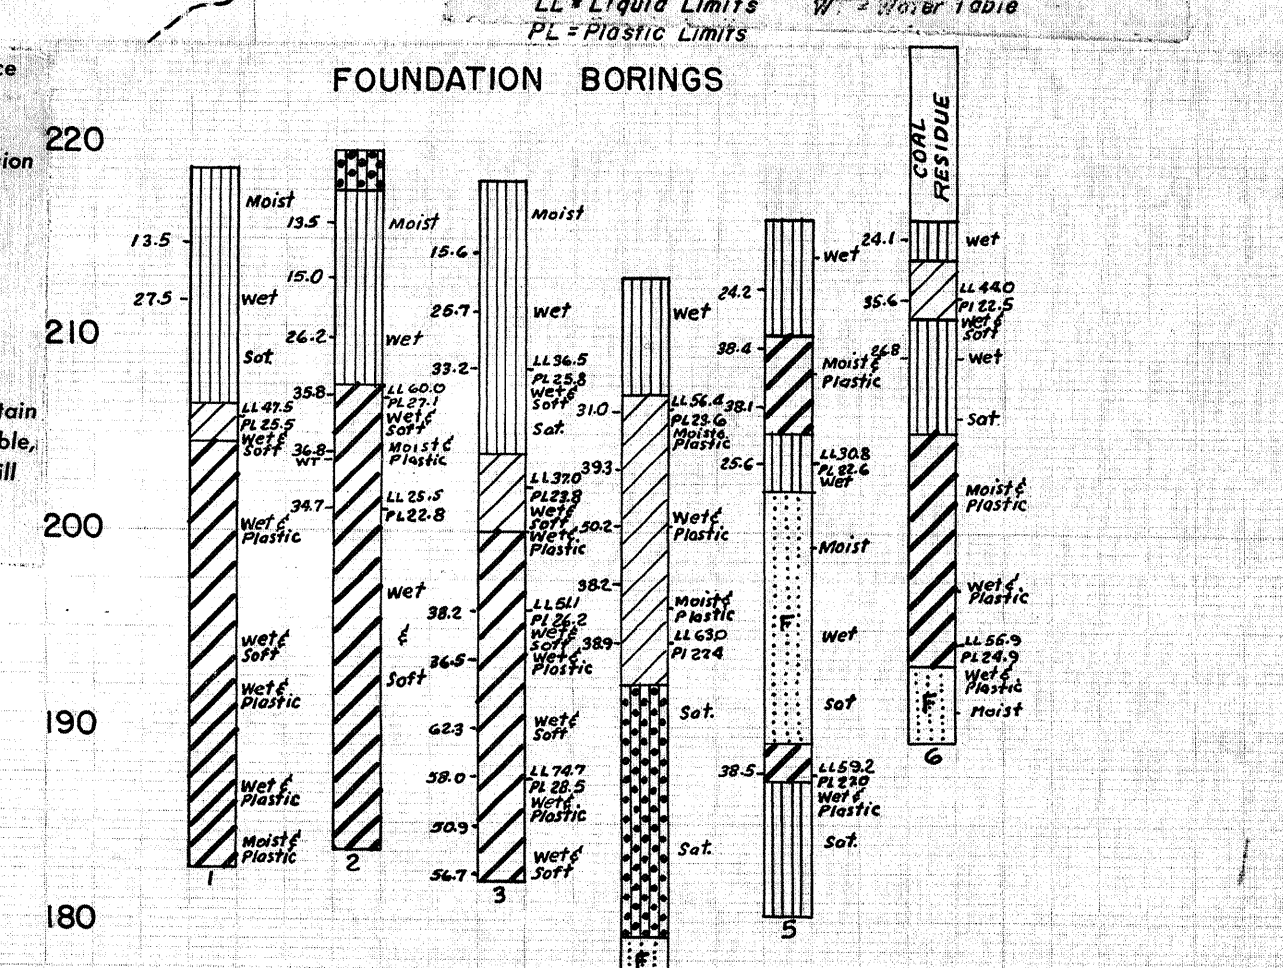 LL = Liquid Limits WT = Water Table
PL = Plastic Limits
FOUNDATION BORINGS
ce
ion
tain
ble,
ill
220
210
200
190
180
Moist
13.5
27.5
Wet
Sat.
LL 47.5
PL 25.5
Wet &
Soft
Wet &
Plastic
Wet &
Soft
Wet &
Plastic
Wet &
Plastic
Moist &
Plastic
1
13.5
Moist
15.0
26.2
Wet
35.8
LL 60.0
PL 27.1
Wet &
Soft
36.8
WT
Moist &
Plastic
34.7
LL 25.5
PL 22.8
Wet
&
Soft
2
Moist
15.6
25.7
Wet
33.2
LL 36.5
PL 25.8
Wet &
Soft
Sat.
LL 37.0
PL 23.8
Wet &
Soft
Wet &
Plastic
38.2
LL 51.1
PL 26.2
Wet &
Soft
Wet &
Plastic
36.5
62.3
Wet &
Soft
58.0
LL 74.7
PL 28.5
Wet &
Plastic
50.9
56.7
Wet &
Soft
3
Wet
31.0
LL 56.4
PL 23.6
Moist &
Plastic
39.3
50.2
Wet &
Plastic
38.2
Moist &
Plastic
38.9
LL 63.0
Pl 27.4
Sat.
Sat.
F
Wet
24.2
38.4
Moist &
Plastic
38.1
25.6
LL 30.8
PL 22.6
Wet
Moist
F
Wet
Sat
38.5
LL 59.2
PL 27.0
Wet &
Plastic
Sat.
5
COAL
RESIDUE
24.1
Wet
35.6
LL 44.0
Pl 22.5
Wet &
Soft
26.8
Wet
Sat.
Moist &
Plastic
Wet &
Plastic
LL 56.9
PL 24.9
Wet &
Plastic
F
Moist
6